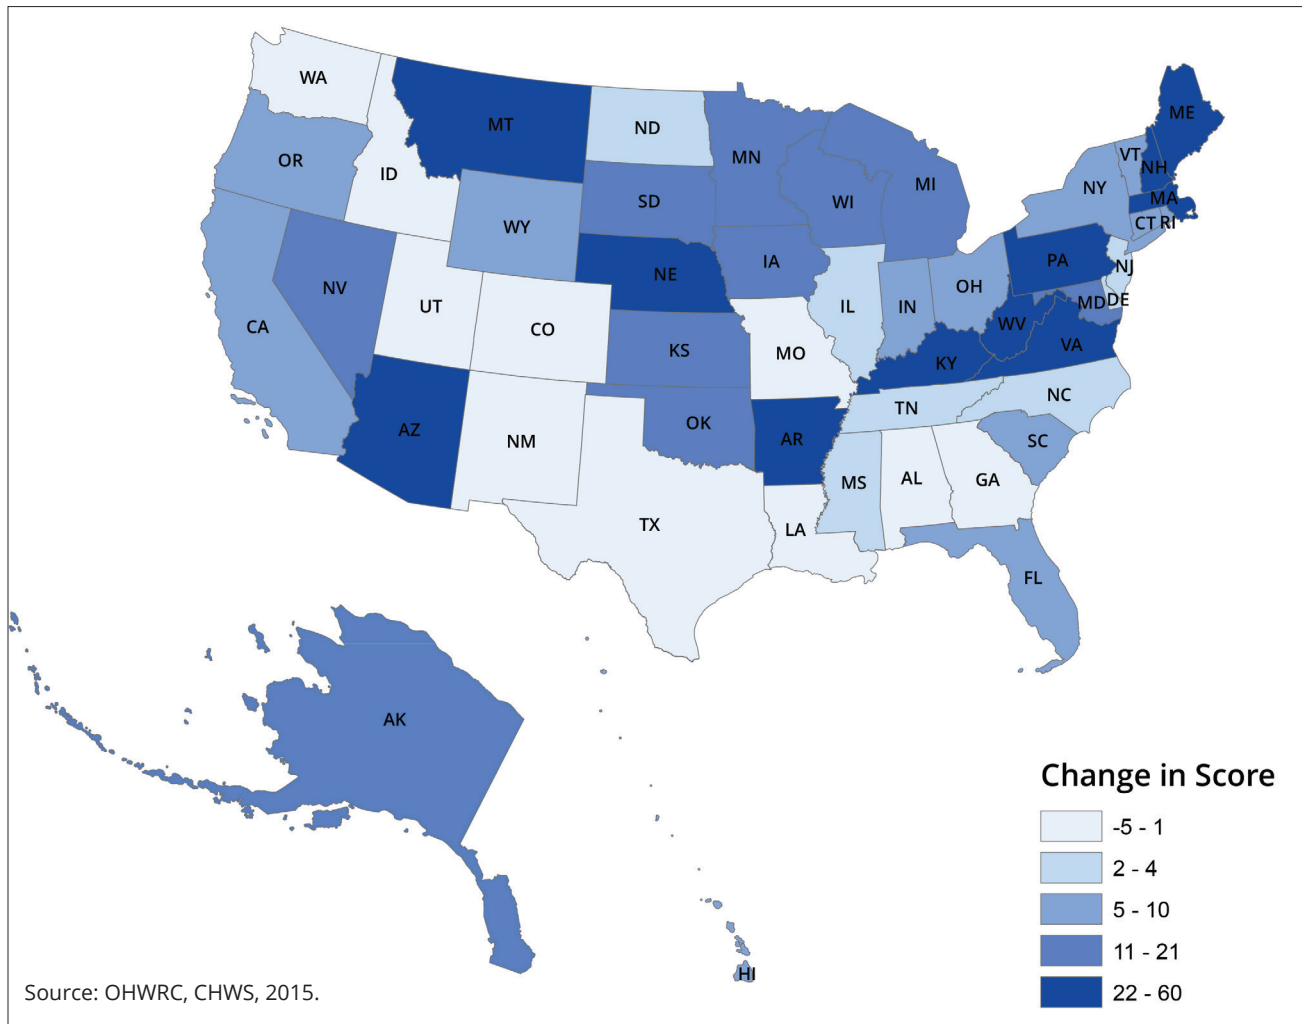 WA
MT
ND
MN
ME
VT
NH
OR
ID
SD
WI
MI
NY
MA
WY
CT RI
NE
IA
PA
NJ
NV
UT
CO
IL
IN
OH
MD DE
CA
KS
MO
WV
VA
KY
AZ
NM
OK
AR
TN
NC
SC
MS
AL
GA
TX
LA
FL
AK
HI
Change in Score
-5 - 1
2 - 4
5 - 10
11 - 21
22 - 60
Source: OHWRC, CHWS, 2015.